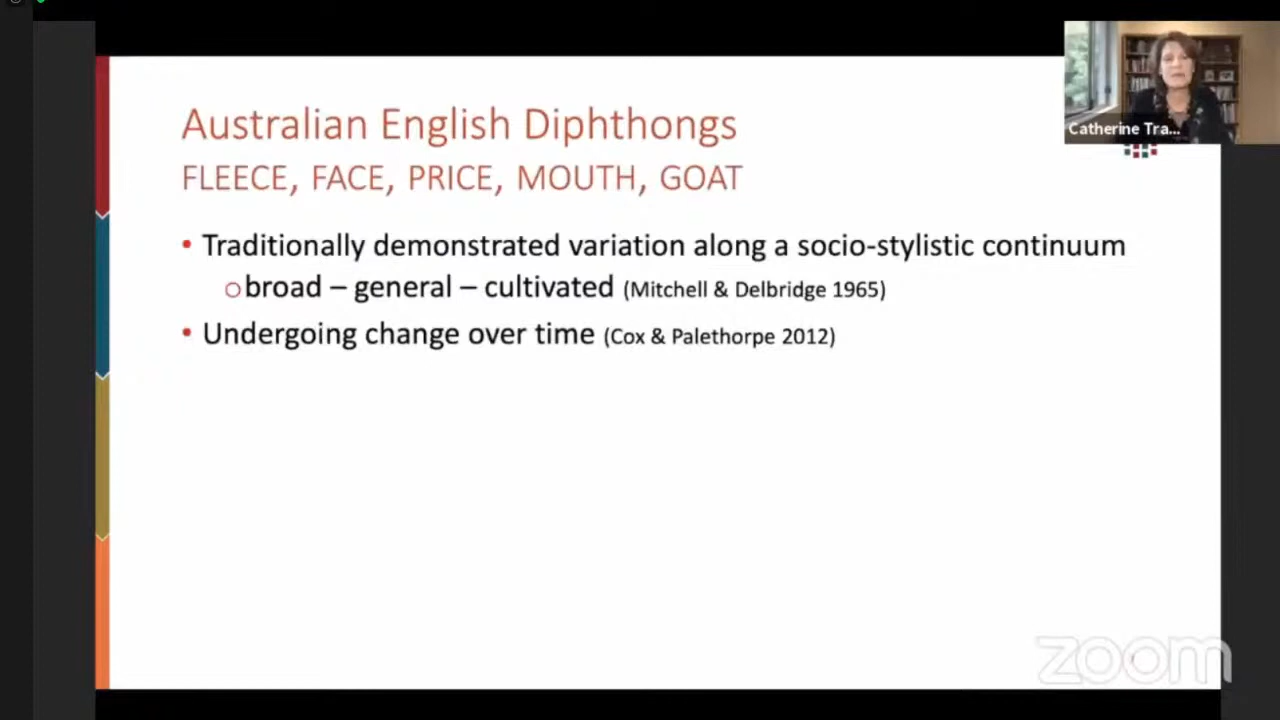 Australian English Diphthongs
FLEECE, FACE, PRICE, MOUTH, GOAT
• Traditionally demonstrated variation along a socio-stylistic continuum
○broad – general – cultivated (Mitchell & Delbridge 1965)
• Undergoing change over time (Cox & Palethorpe 2012)
Catherine Tra...
zoom